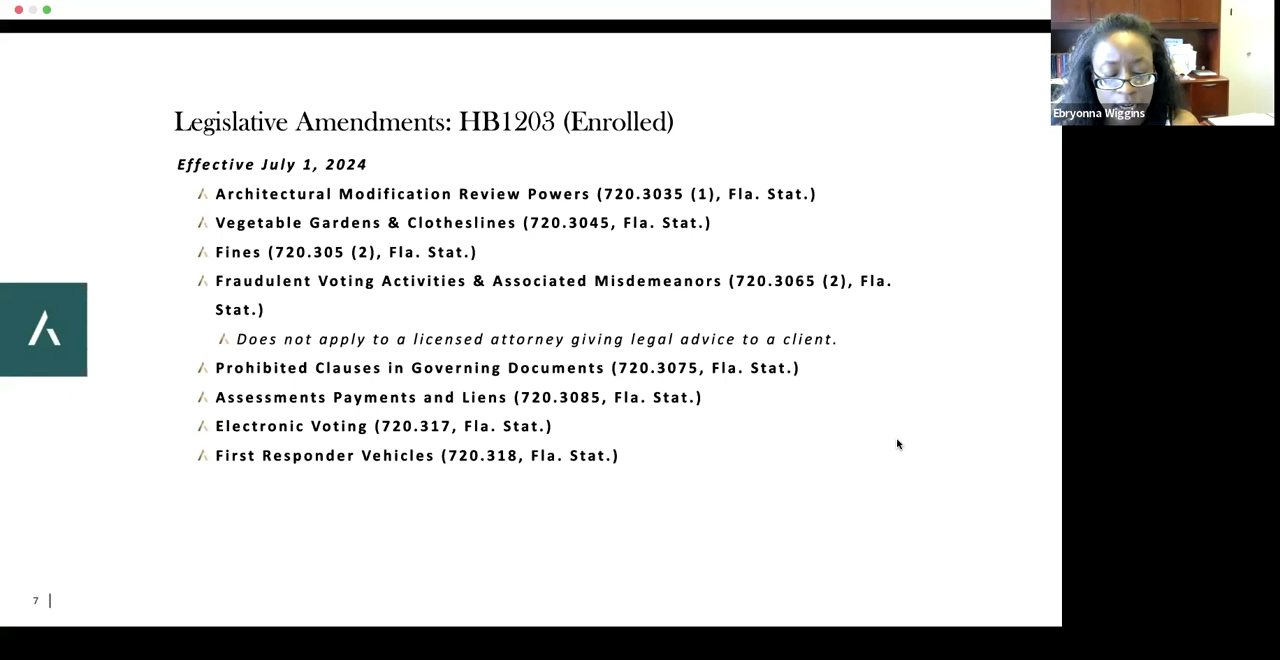 Legislative Amendments: HB1203 (Enrolled)
Effective July 1, 2024
Architectural Modification Review Powers (720.3035 (1), Fla. Stat.)
Vegetable Gardens & Clotheslines (720.3045, Fla. Stat.)
Fines (720.305 (2), Fla. Stat.)
Fraudulent Voting Activities & Associated Misdemeanors (720.3065 (2), Fla.
Stat.)
Does not apply to a licensed attorney giving legal advice to a client.
Prohibited Clauses in Governing Documents (720.3075, Fla. Stat.)
Assessments Payments and Liens (720.3085, Fla. Stat.)
Electronic Voting (720.317, Fla. Stat.)
First Responder Vehicles (720.318, Fla. Stat.)
7 |
Ebryonna Wiggins